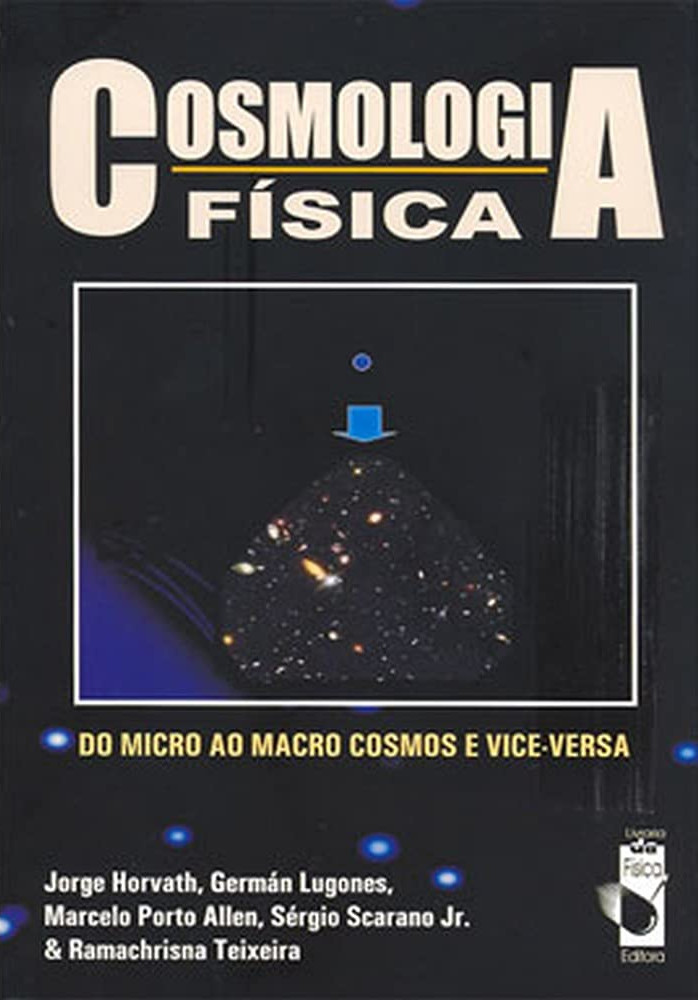 COSMOLOGIA
FÍSICA
DO MICRO AO MACRO COSMOS E VICE-VERSA
Jorge Horvath, Germán Lugones,
Marcelo Porto Allen, Sérgio Scarano Jr.
& Ramachrisna Teixeira
Livraria
da
Física
Editora